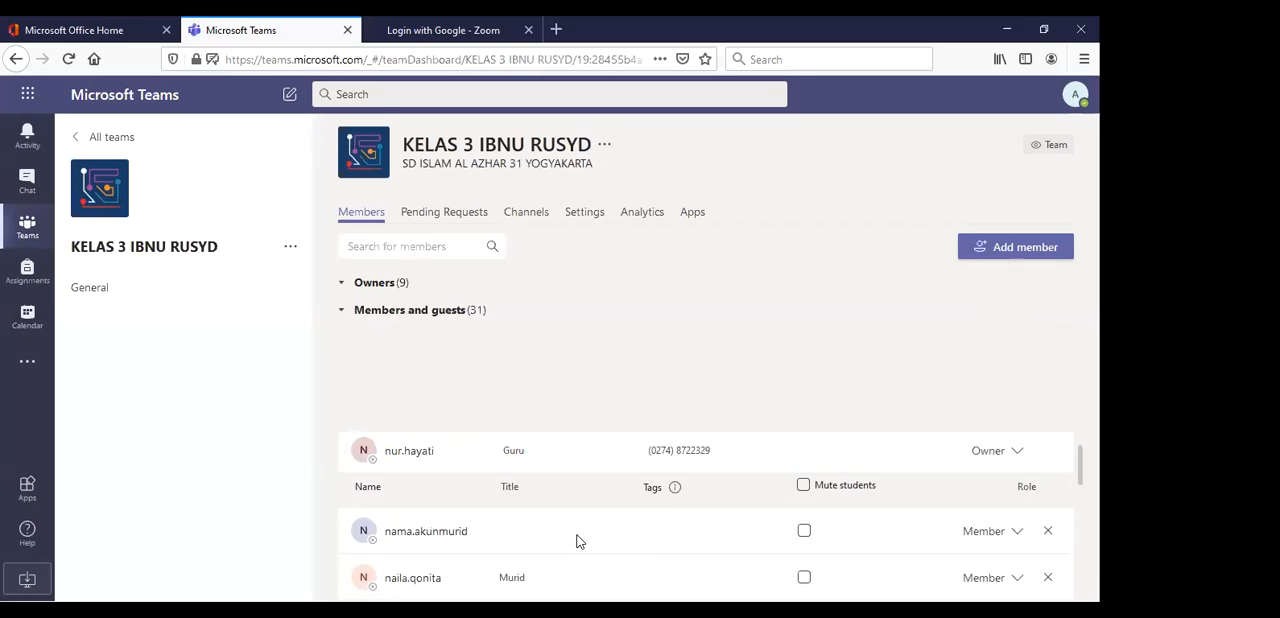 Microsoft Office Home
Microsoft Teams
Login with Google - Zoom
https://teams.microsoft.com/_#/teamDashboard/KELAS 3 IBNU RUSYD/19:28455b4a
Search
Microsoft Teams
Search
A
Activity
Chat
Teams
Assignments
Calendar
Apps
Help
All teams
KELAS 3 IBNU RUSYD
General
KELAS 3 IBNU RUSYD
SD ISLAM AL AZHAR 31 YOGYAKARTA
Team
Members Pending Requests Channels Settings Analytics Apps
Search for members
Add member
Owners (9)
Members and guests (31)
N nur.hayati Guru (0274) 8722329 Owner
Name Title Tags Mute students Role
N nama.akunmurid Member
N naila.qonita Murid Member